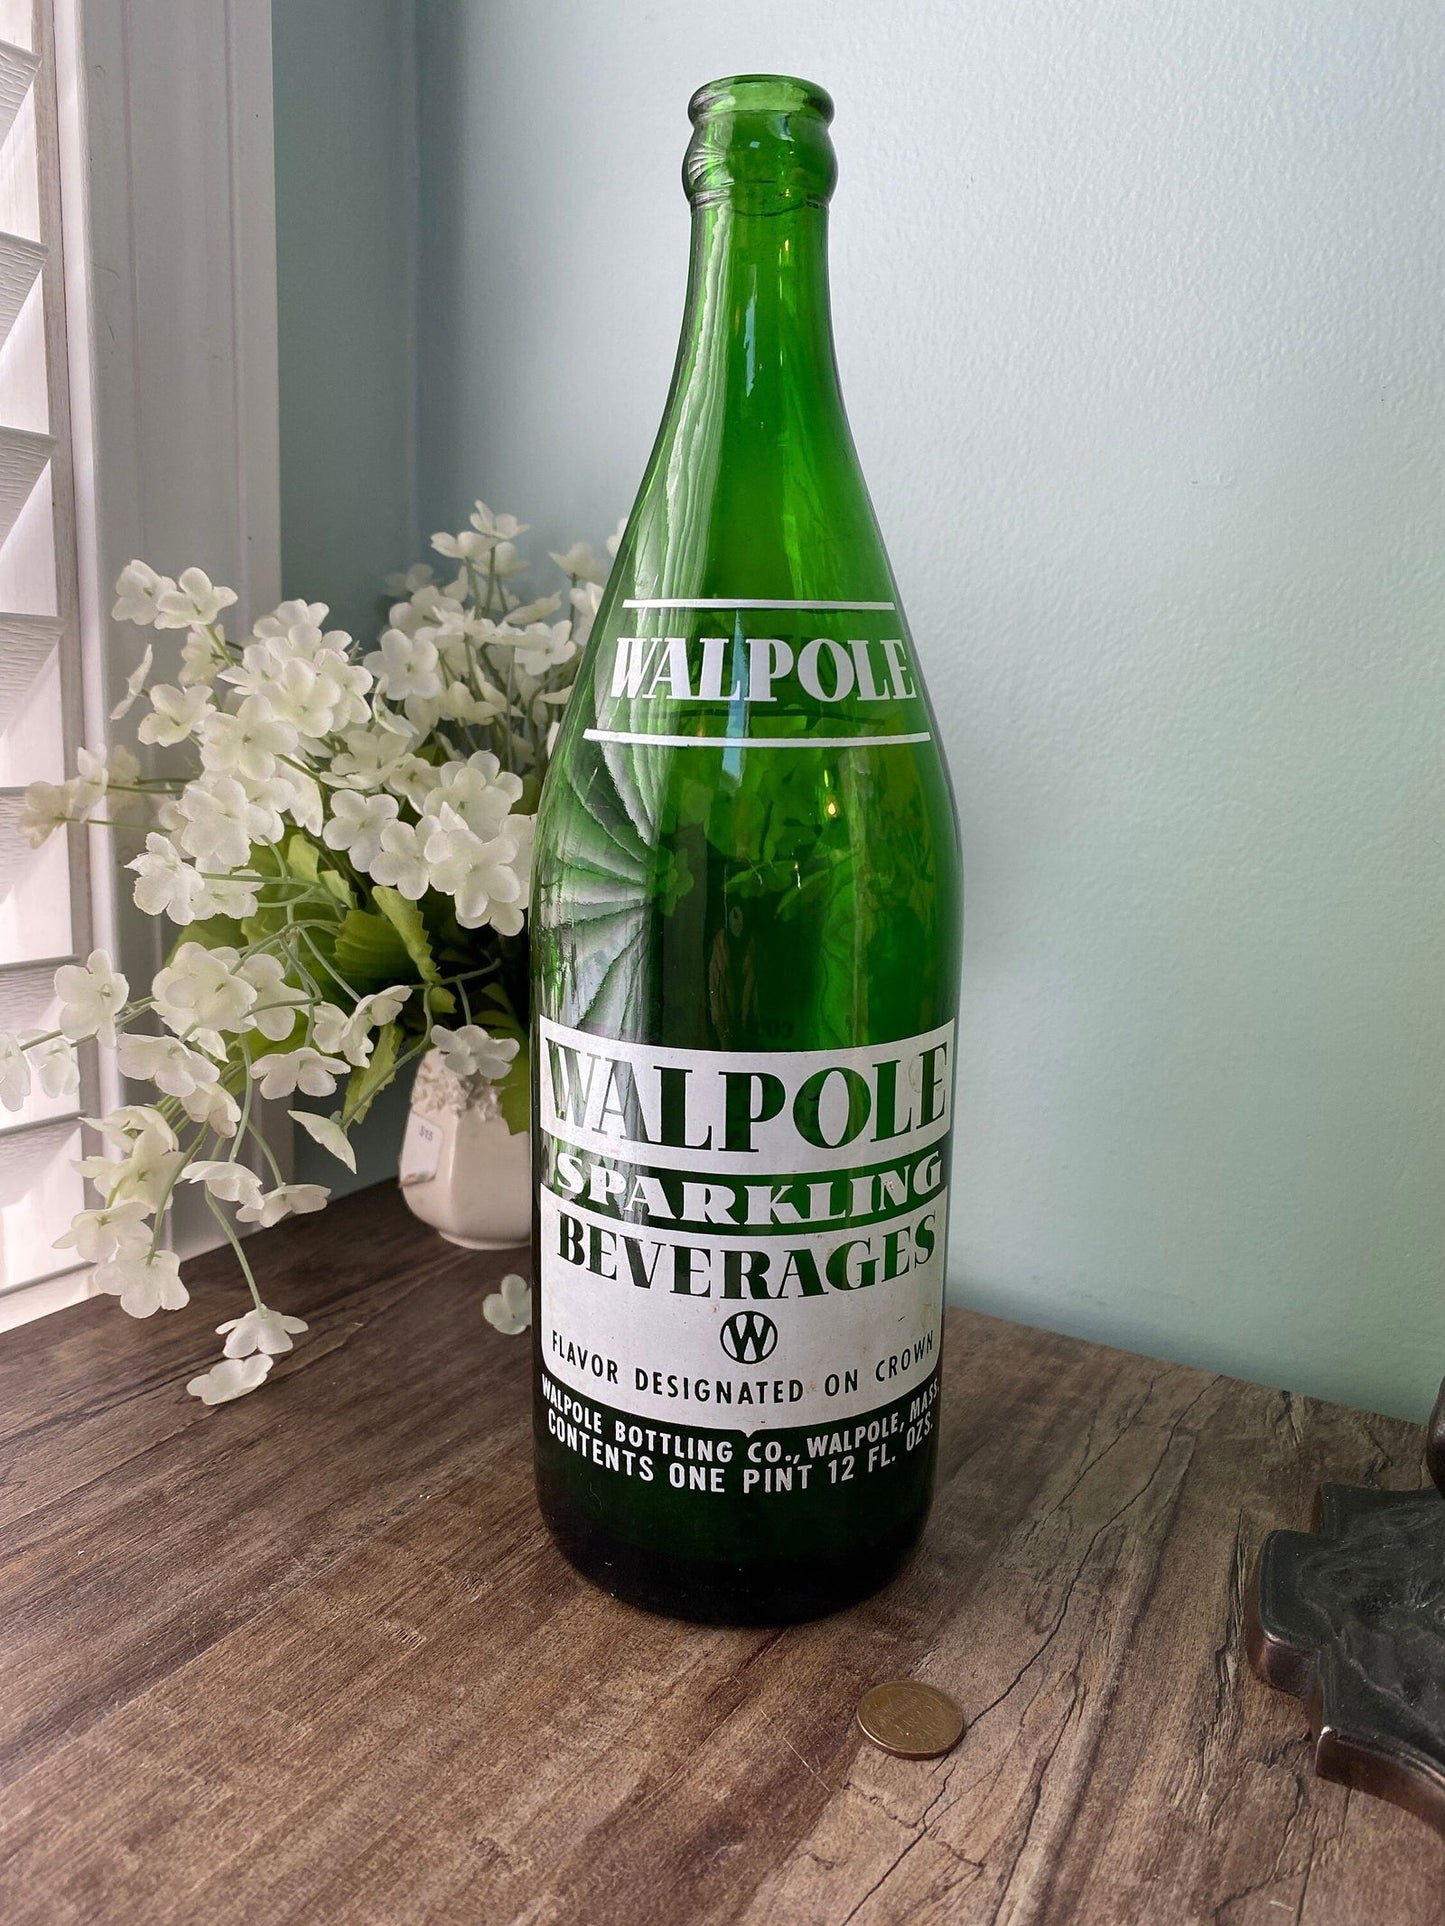 WALPOLE
WALPOLE
SPARKLING
BEVERAGES
W
FLAVOR DESIGNATED ON CROWN
WALPOLE BOTTLING CO., WALPOLE, MASS.
CONTENTS ONE PINT 12 FL. OZS.